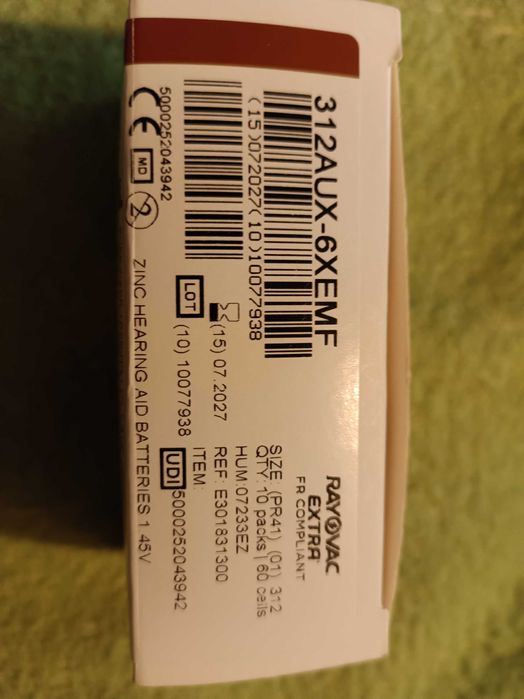 312AUX-6XEMF
(15)072027(10)10077938
5000252043942
CE MD 2
(15) 07.2027
LOT (10) 10077938
ZINC HEARING AID BATTERIES 1.45V
RAYOVAC
EXTRA
FR COMPLIANT
SIZE: (PR41) (01) 312
QTY: 10 packs | 60 cells
HUM:07233EZ
REF: E301831300
ITEM:
UDI 5000252043942